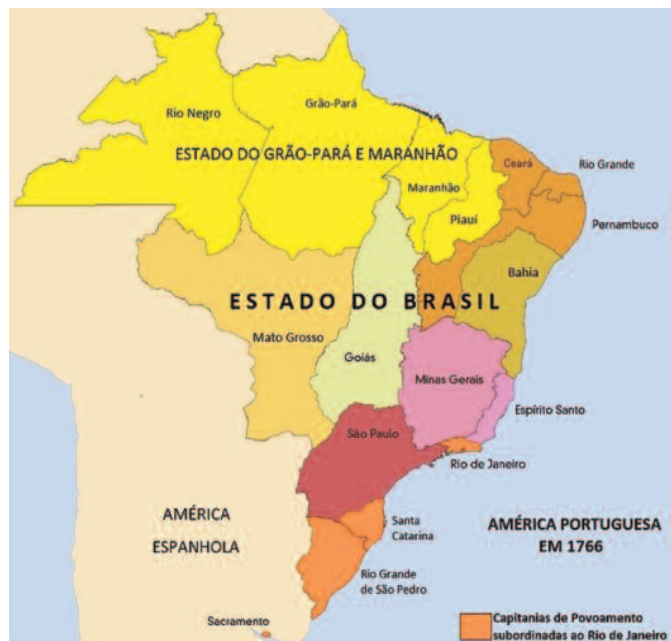 Rio Negro
Grão-Pará
ESTADO DO GRÃO-PARÁ E MARANHÃO
Maranhão
Piauí
Ceará
Rio Grande
Pernambuco
Bahia
ESTADO DO BRASIL
Mato Grosso
Goiás
Minas Gerais
Espírito Santo
São Paulo
Rio de Janeiro
AMÉRICA
ESPANHOLA
Santa
Catarina
AMÉRICA PORTUGUESA
EM 1766
Rio Grande
de São Pedro
Sacramento
Capitanias de Povoamento
subordinadas ao Rio de Janeiro